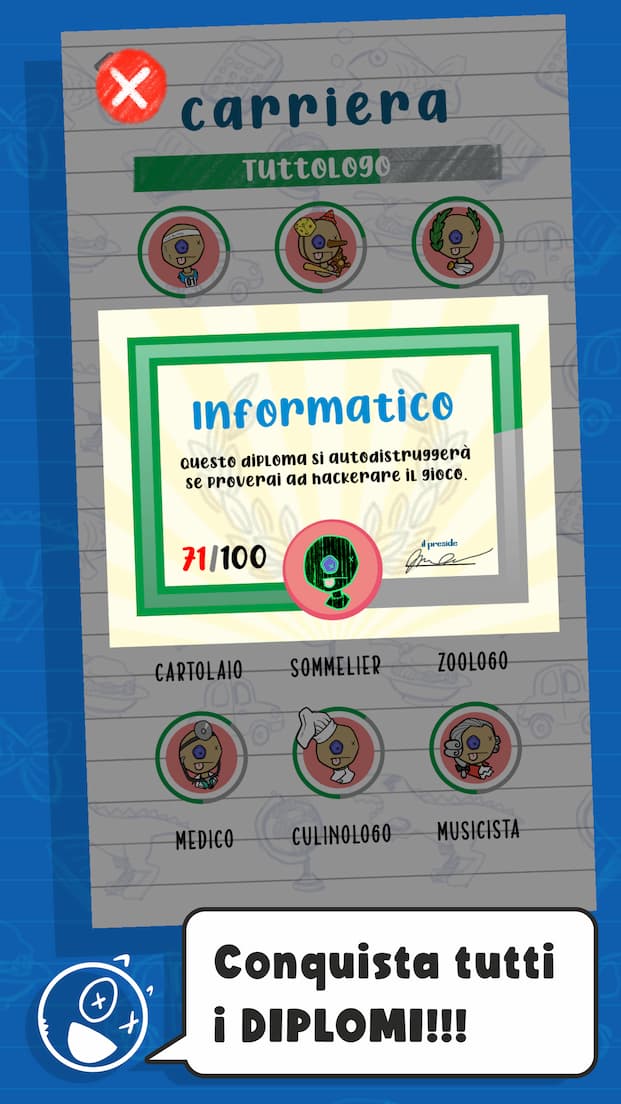 carriera
TUTTOLOGO
01
Informatico
Questo diploma si autodistruggerà
se proverai ad hackerare il gioco.
71/100
il preside
CARTOLAIO SOMMELIER ZOOLOGO
MEDICO CULINOLOGO MUSICISTA
Conquista tutti
i DIPLOMI!!!